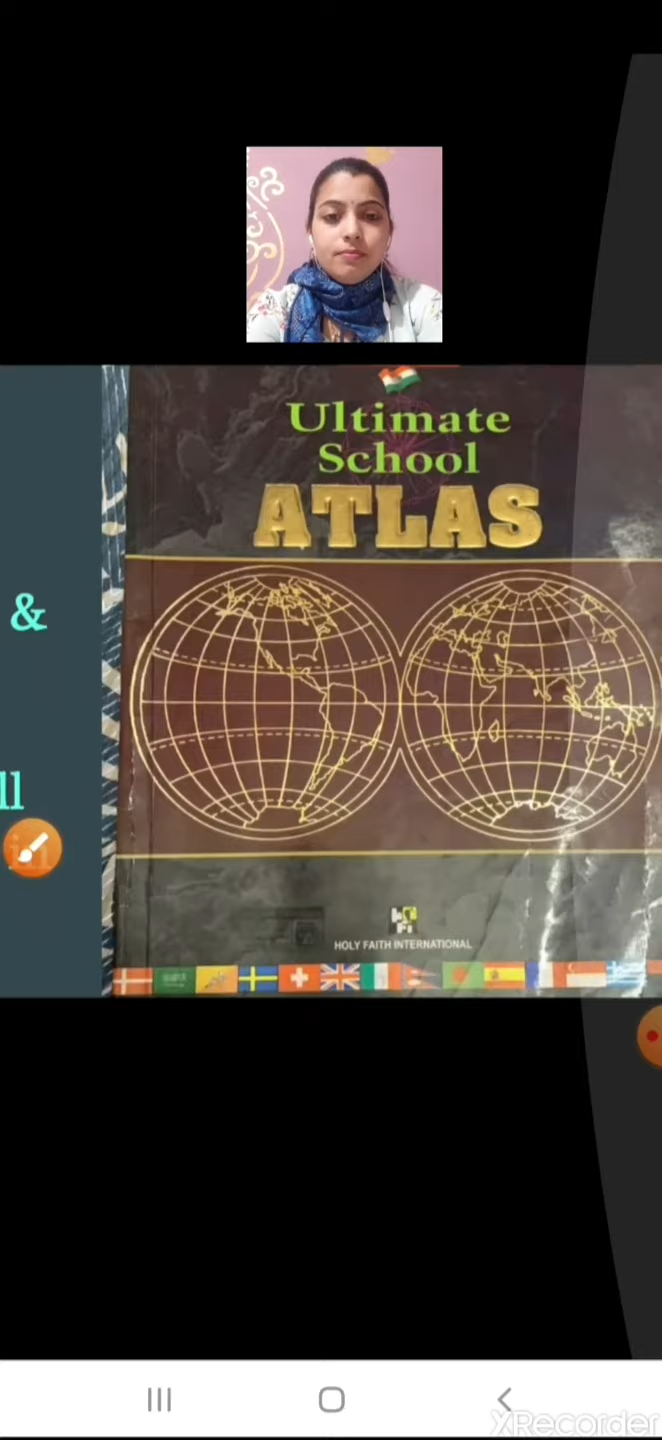 Ultimate
School
ATLAS
&
ll
HOLY FAITH INTERNATIONAL
XRecorder